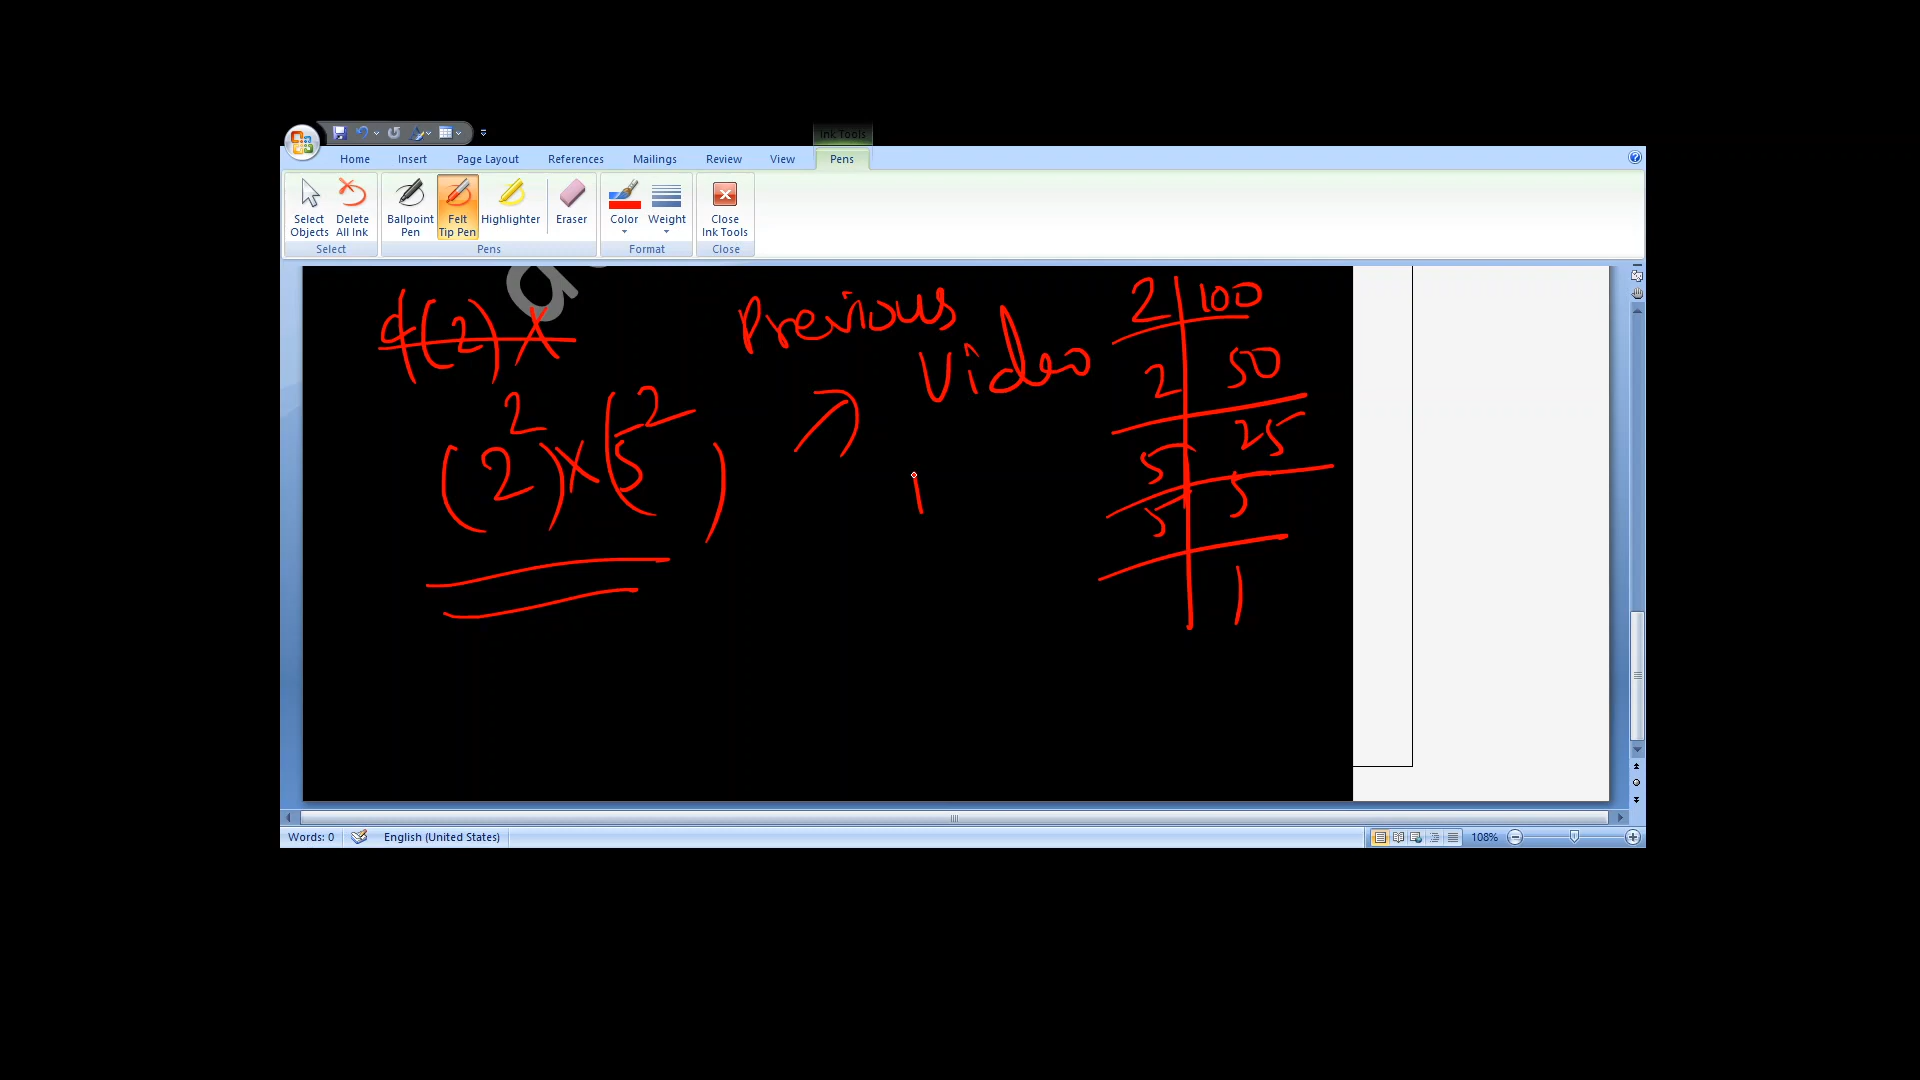 Ink Tools
Home Insert Page Layout References Mailings Review View Pens
Select Objects Delete All Ink Ballpoint Pen Felt Tip Pen Highlighter Eraser Color Weight Close Ink Tools
Select Pens Format Close
2 | 100
Previous
Video
2 | 50
5 | 25
5 | 5
1
(2²) × (5²)
Words: 0 English (United States) 108%